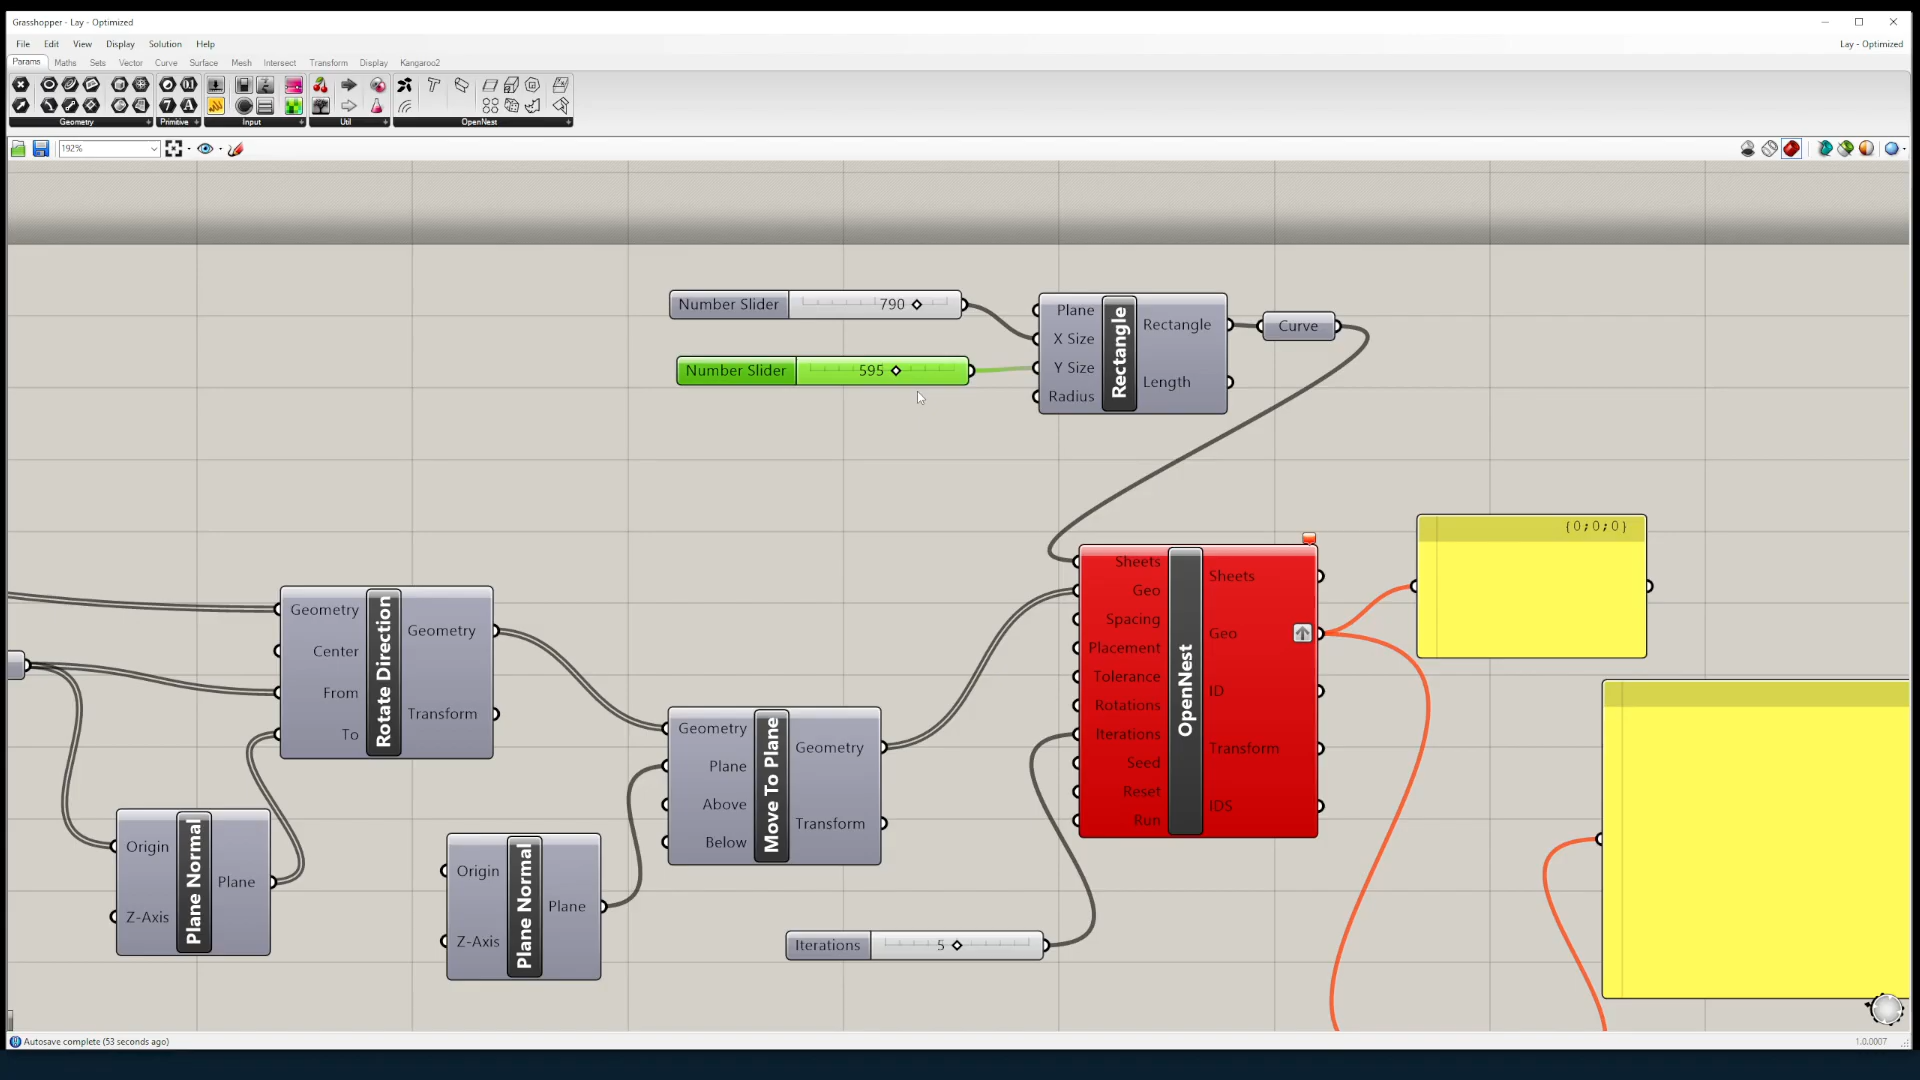 Grasshopper - Lay - Optimized
File Edit View Display Solution Help
Lay - Optimized
Params Maths Sets Vector Curve Surface Mesh Intersect Transform Display Kangaroo2
Geometry + Primitive + Input + Util + OpenNest +
192%
Number Slider 790
Number Slider 595
Plane
X Size
Y Size
Radius
Rectangle
Rectangle
Length
Curve
{0;0;0}
Geometry
Center
From
To
Rotate Direction
Geometry
Transform
Sheets
Geo
Spacing
Placement
Tolerance
Rotations
Iterations
Seed
Reset
Run
OpenNest
Sheets
Geo
ID
Transform
IDS
Geometry
Plane
Above
Below
Move To Plane
Geometry
Transform
Origin
Z-Axis
Plane Normal
Plane
Origin
Z-Axis
Plane Normal
Plane
Iterations 5
Autosave complete (53 seconds ago)
1.0.0007